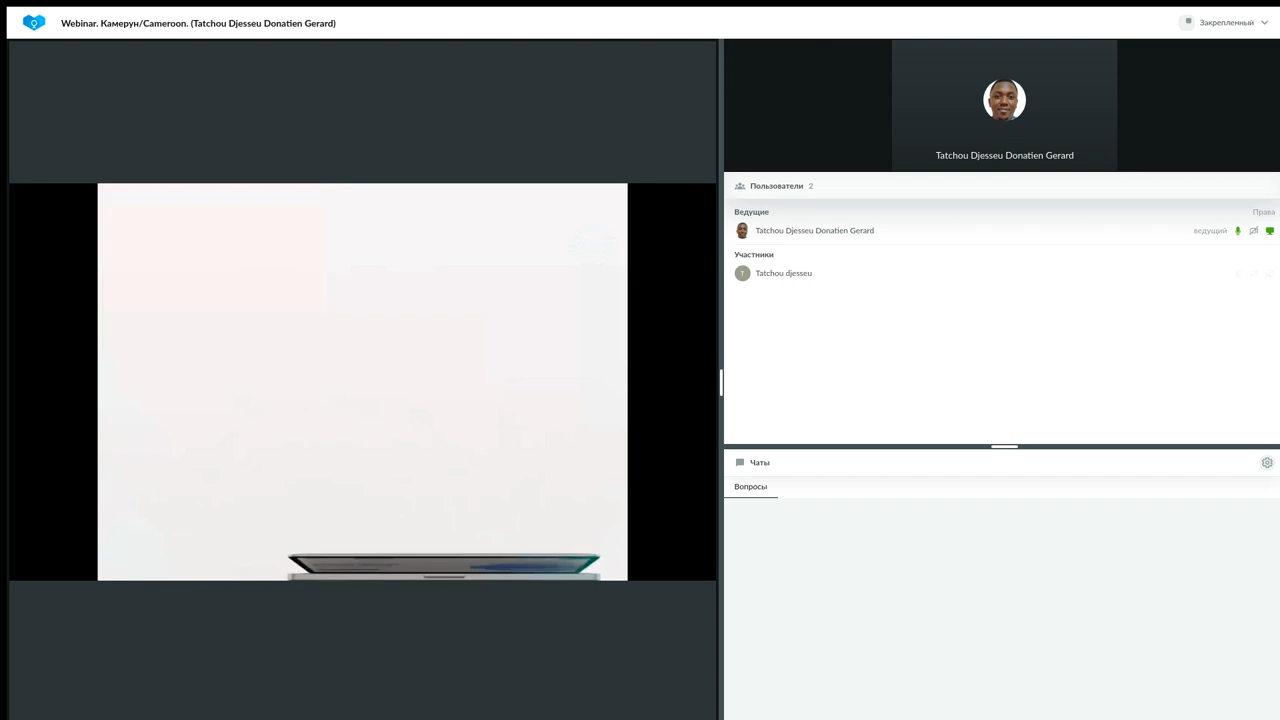 Webinar. Камерун/Cameroon. (Tatchou Djesseu Donatien Gerard)
Закрепленный
Tatchou Djesseu Donatien Gerard
Пользователи 2
Ведущие Права
Tatchou Djesseu Donatien Gerard ведущий
Участники
T Tatchou djesseu
Чаты
Вопросы